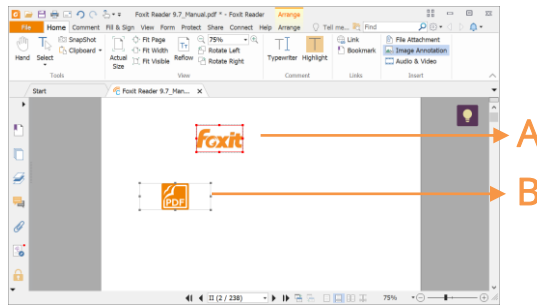 Foxit Reader 9.7_Manual.pdf * - Foxit Reader Arrange
File Home Comment Fill & Sign View Form Protect Share Connect Help Arrange Tell me... Find
Hand Select SnapShot Clipboard Actual Size Fit Page Fit Width Fit Visible Reflow 75% Rotate Left Rotate Right Typewriter Highlight Link Bookmark File Attachment Image Annotation Audio & Video
Tools View Comment Links Insert
Start Foxit Reader 9.7_Man... X
foxit
A
PDF
B
II (2 / 238) 75%